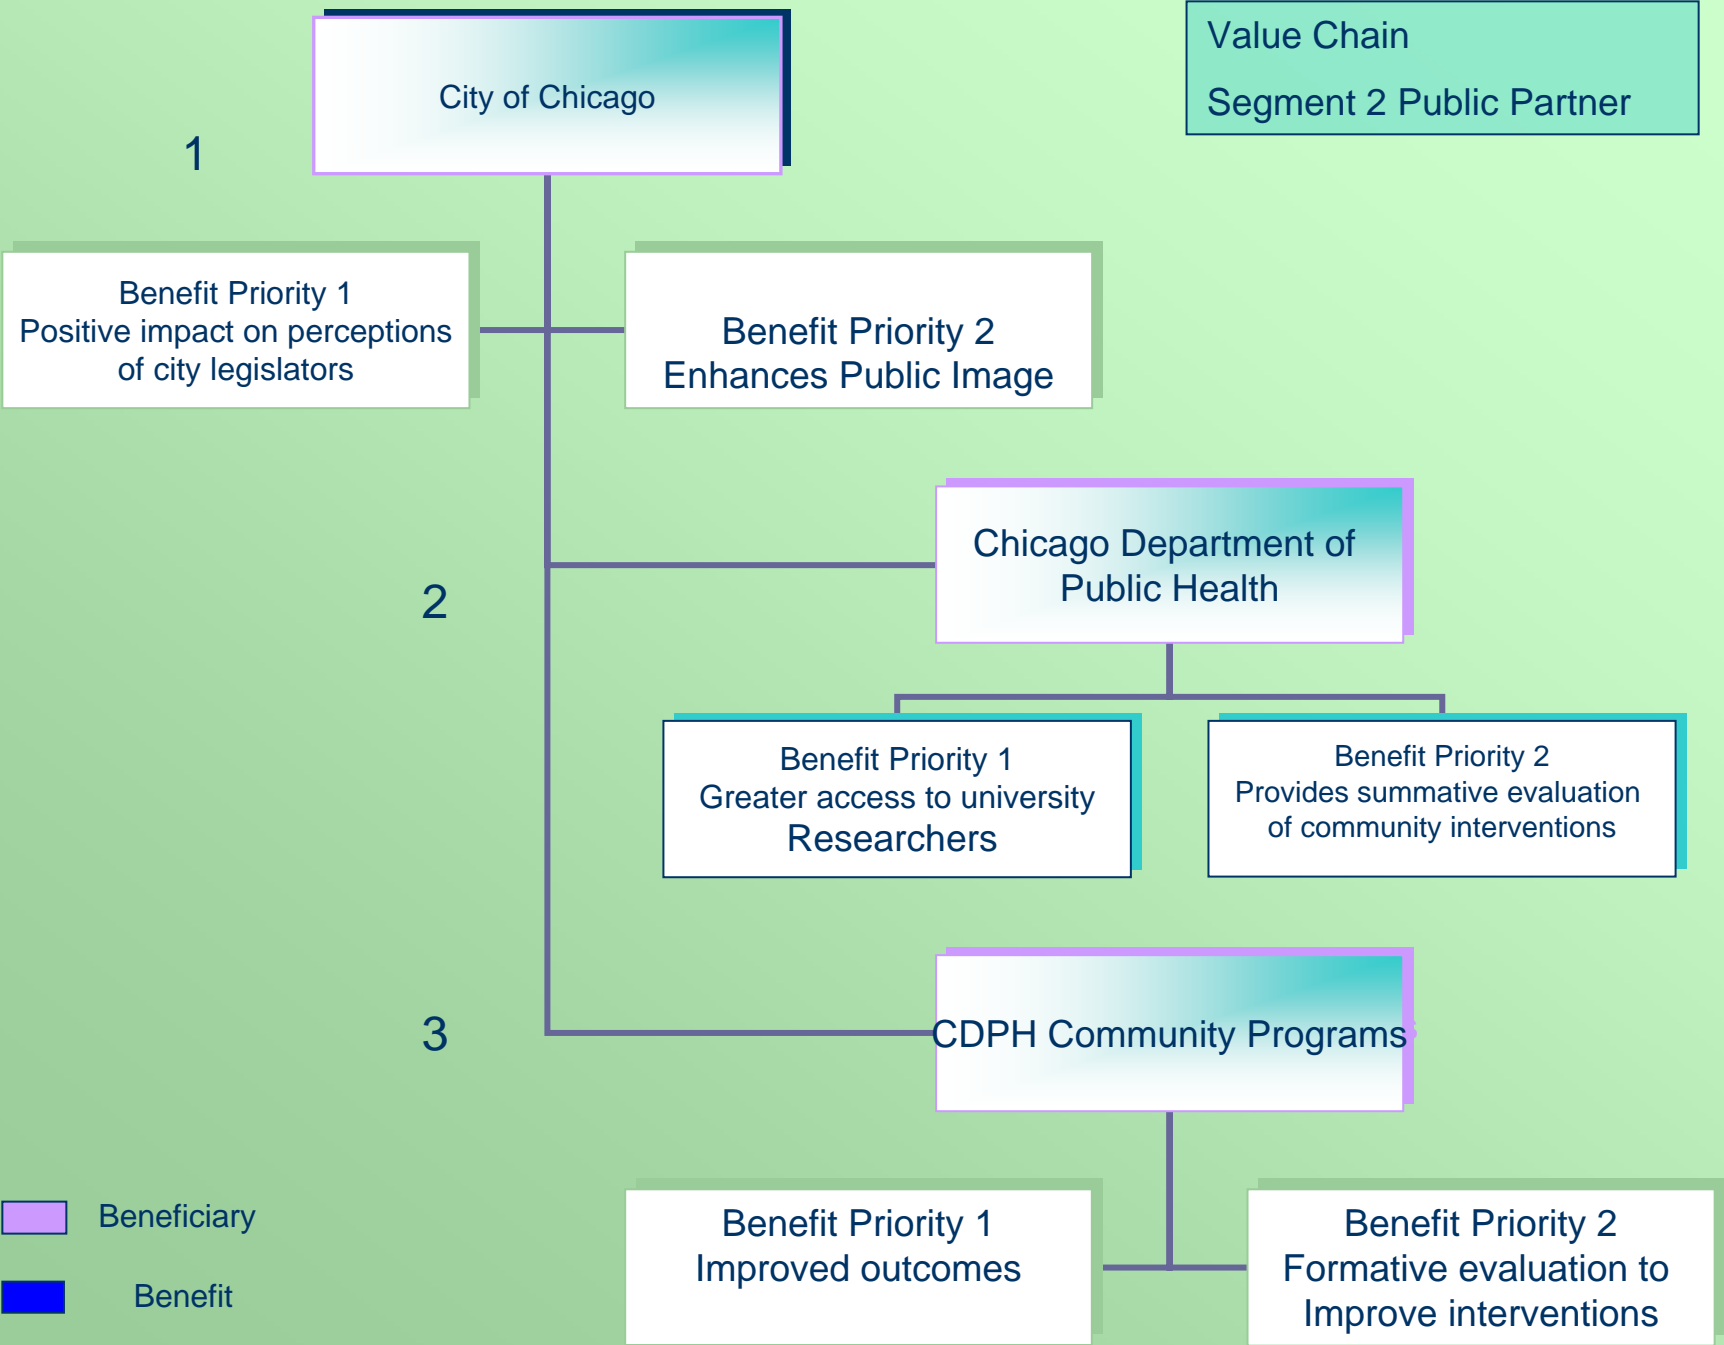 Value Chain
Segment 2 Public Partner
City of Chicago
1
Benefit Priority 1
Positive impact on perceptions
of city legislators
Benefit Priority 2
Enhances Public Image
2
Chicago Department of
Public Health
Benefit Priority 1
Greater access to university
Researchers
Benefit Priority 2
Provides summative evaluation
of community interventions
3
CDPH Community Programs
Benefit Priority 1
Improved outcomes
Benefit Priority 2
Formative evaluation to
Improve interventions
Beneficiary
Benefit